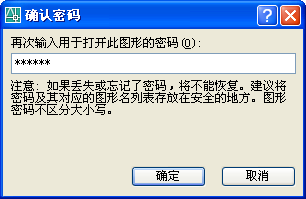 确认密码
再次输入用于打开此图形的密码(O):
******
注意: 如果丢失或忘记了密码，将不能恢复。建议将
密码及其对应的图形名列表存放在安全的地方。图形
密码不区分大小写。
确定
取消